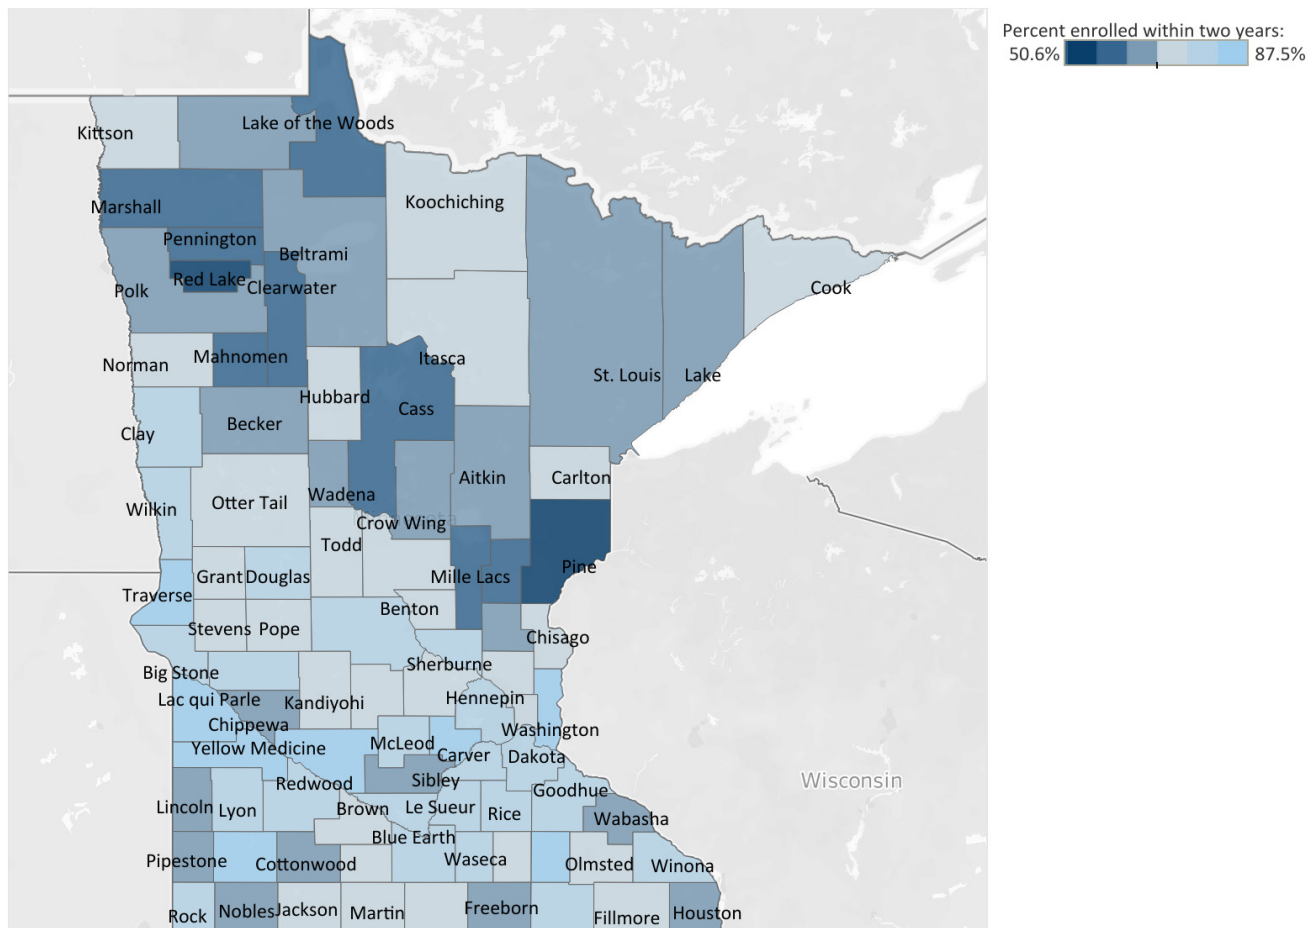 Percent enrolled within two years:
50.6% 87.5%
Kittson
Lake of the Woods
Koochiching
Marshall
Pennington
Beltrami
Red Lake
Clearwater
Polk
Cook
Itasca
Norman
Mahnomen
St. Louis
Lake
Hubbard
Cass
Becker
Clay
Aitkin
Carlton
Wadena
Otter Tail
Wilkin
Crow Wing
Todd
Pine
Grant
Douglas
Mille Lacs
Traverse
Benton
Stevens
Pope
Chisago
Sherburne
Big Stone
Lac qui Parle
Kandiyohi
Hennepin
Chippewa
Washington
Yellow Medicine
McLeod
Carver
Dakota
Wisconsin
Redwood
Sibley
Goodhue
Lincoln
Lyon
Brown
Le Sueur
Rice
Wabasha
Blue Earth
Pipestone
Cottonwood
Waseca
Olmsted
Winona
Rock
Nobles
Jackson
Martin
Freeborn
Fillmore
Houston